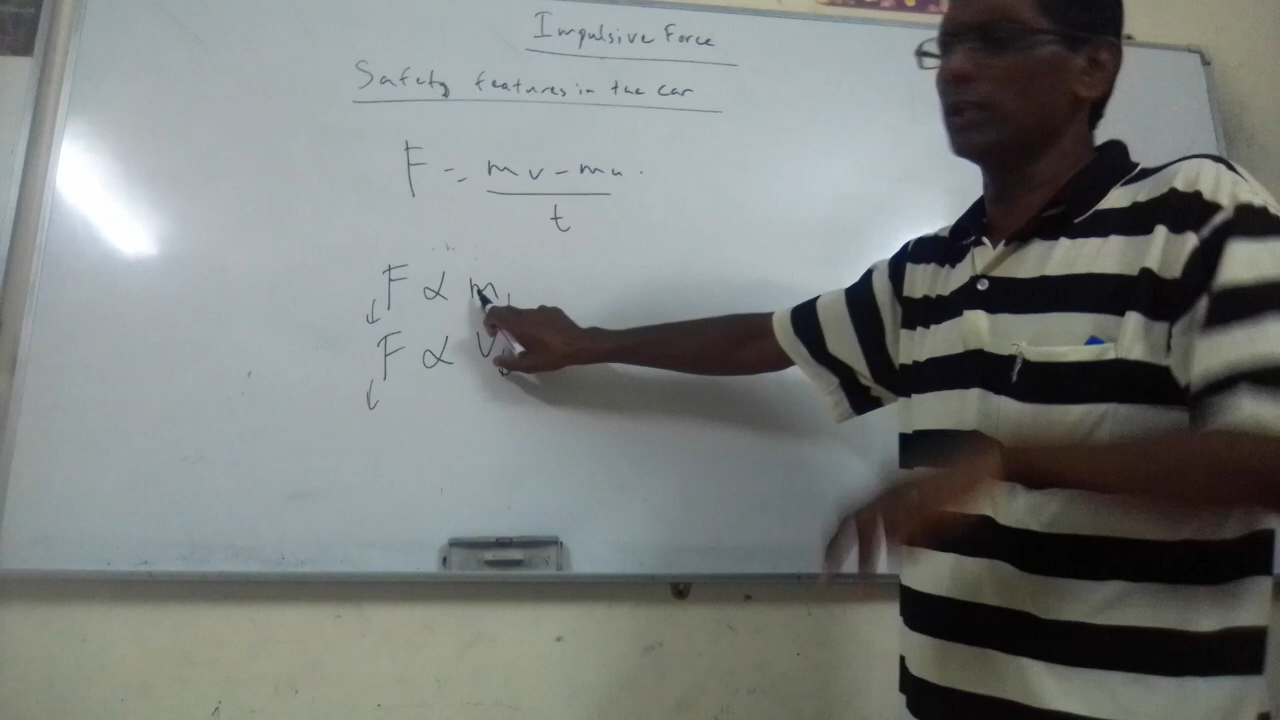 Impulsive Force
Safety features in the car
F = mv - mu
t
↓ F ∝ m ↓
↓ F ∝ v ↓